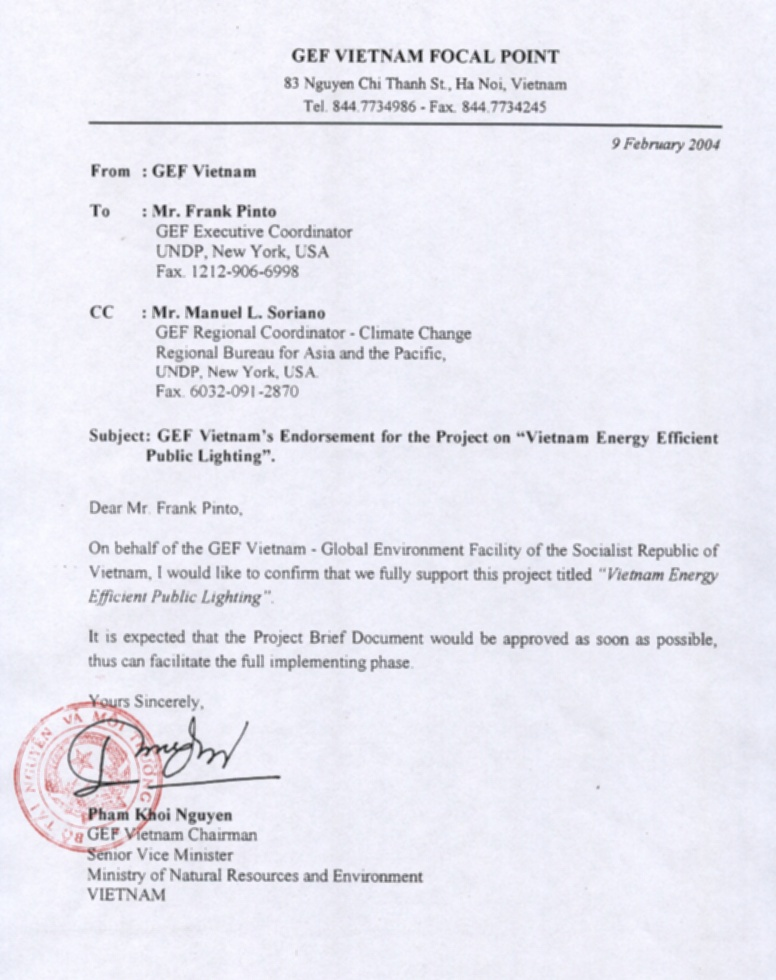 GEF VIETNAM FOCAL POINT
83 Nguyen Chi Thanh St., Ha Noi, Vietnam
Tel. 844.7734986 - Fax. 844.7734245
9 February 2004
From : GEF Vietnam
To : Mr. Frank Pinto
GEF Executive Coordinator
UNDP, New York, USA
Fax. 1212-906-6998
CC : Mr. Manuel L. Soriano
GEF Regional Coordinator - Climate Change
Regional Bureau for Asia and the Pacific,
UNDP, New York, USA.
Fax. 6032-091-2870
Subject: GEF Vietnam's Endorsement for the Project on “Vietnam Energy Efficient
Public Lighting”.
Dear Mr. Frank Pinto,
On behalf of the GEF Vietnam - Global Environment Facility of the Socialist Republic of
Vietnam, I would like to confirm that we fully support this project titled “Vietnam Energy
Efficient Public Lighting”.
It is expected that the Project Brief Document would be approved as soon as possible,
thus can facilitate the full implementing phase.
Yours Sincerely,
BỘ TÀI NGUYÊN VÀ MÔI TRƯỜNG
Pham Khoi Nguyen
GEF Vietnam Chairman
Senior Vice Minister
Ministry of Natural Resources and Environment
VIETNAM